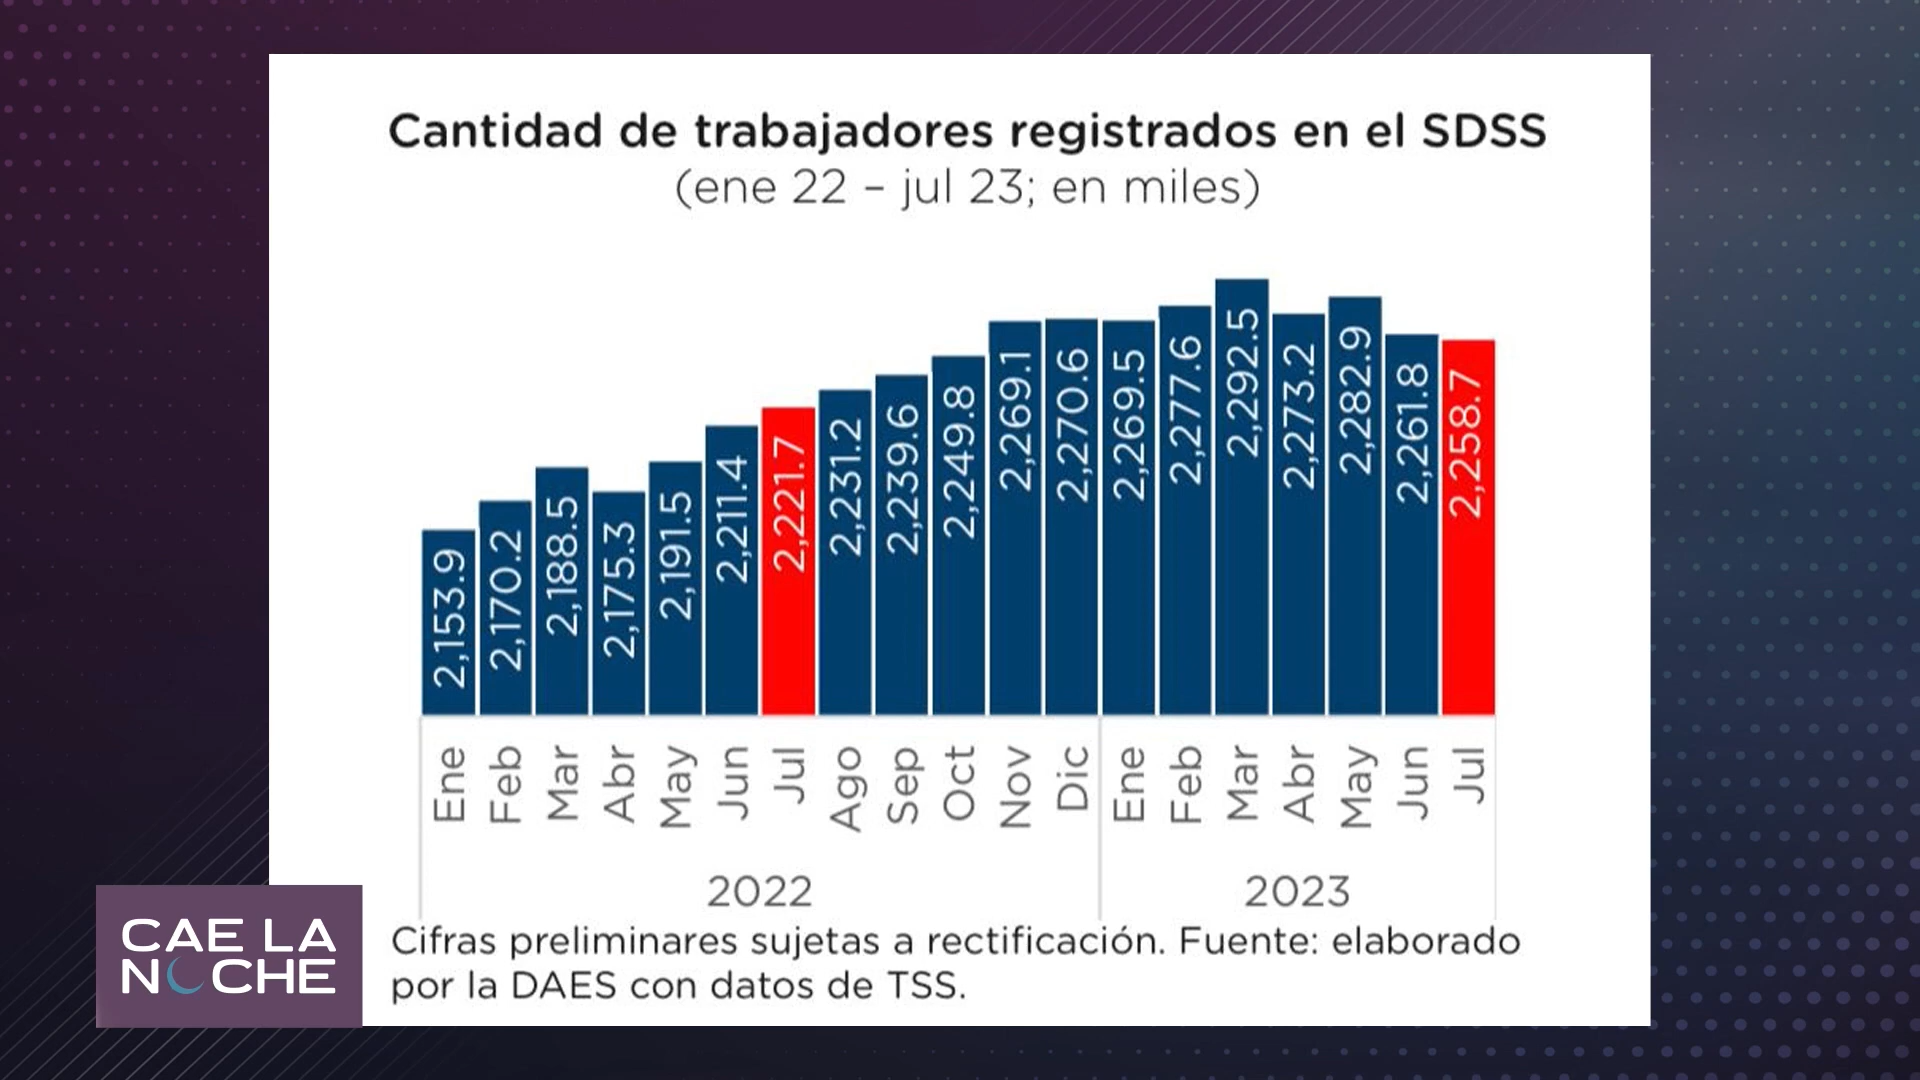 Cantidad de trabajadores registrados en el SDSS
(ene 22 – jul 23; en miles)
2,153.9
2,170.2
2,188.5
2,175.3
2,191.5
2,211.4
2,221.7
2,231.2
2,239.6
2,249.8
2,269.1
2,270.6
2,269.5
2,277.6
2,292.5
2,273.2
2,282.9
2,261.8
2,258.7
Ene
Feb
Mar
Abr
May
Jun
Jul
Ago
Sep
Oct
Nov
Dic
Ene
Feb
Mar
Abr
May
Jun
Jul
2022
2023
Cifras preliminares sujetas a rectificación. Fuente: elaborado
por la DAES con datos de TSS.
CAE LA
NOCHE